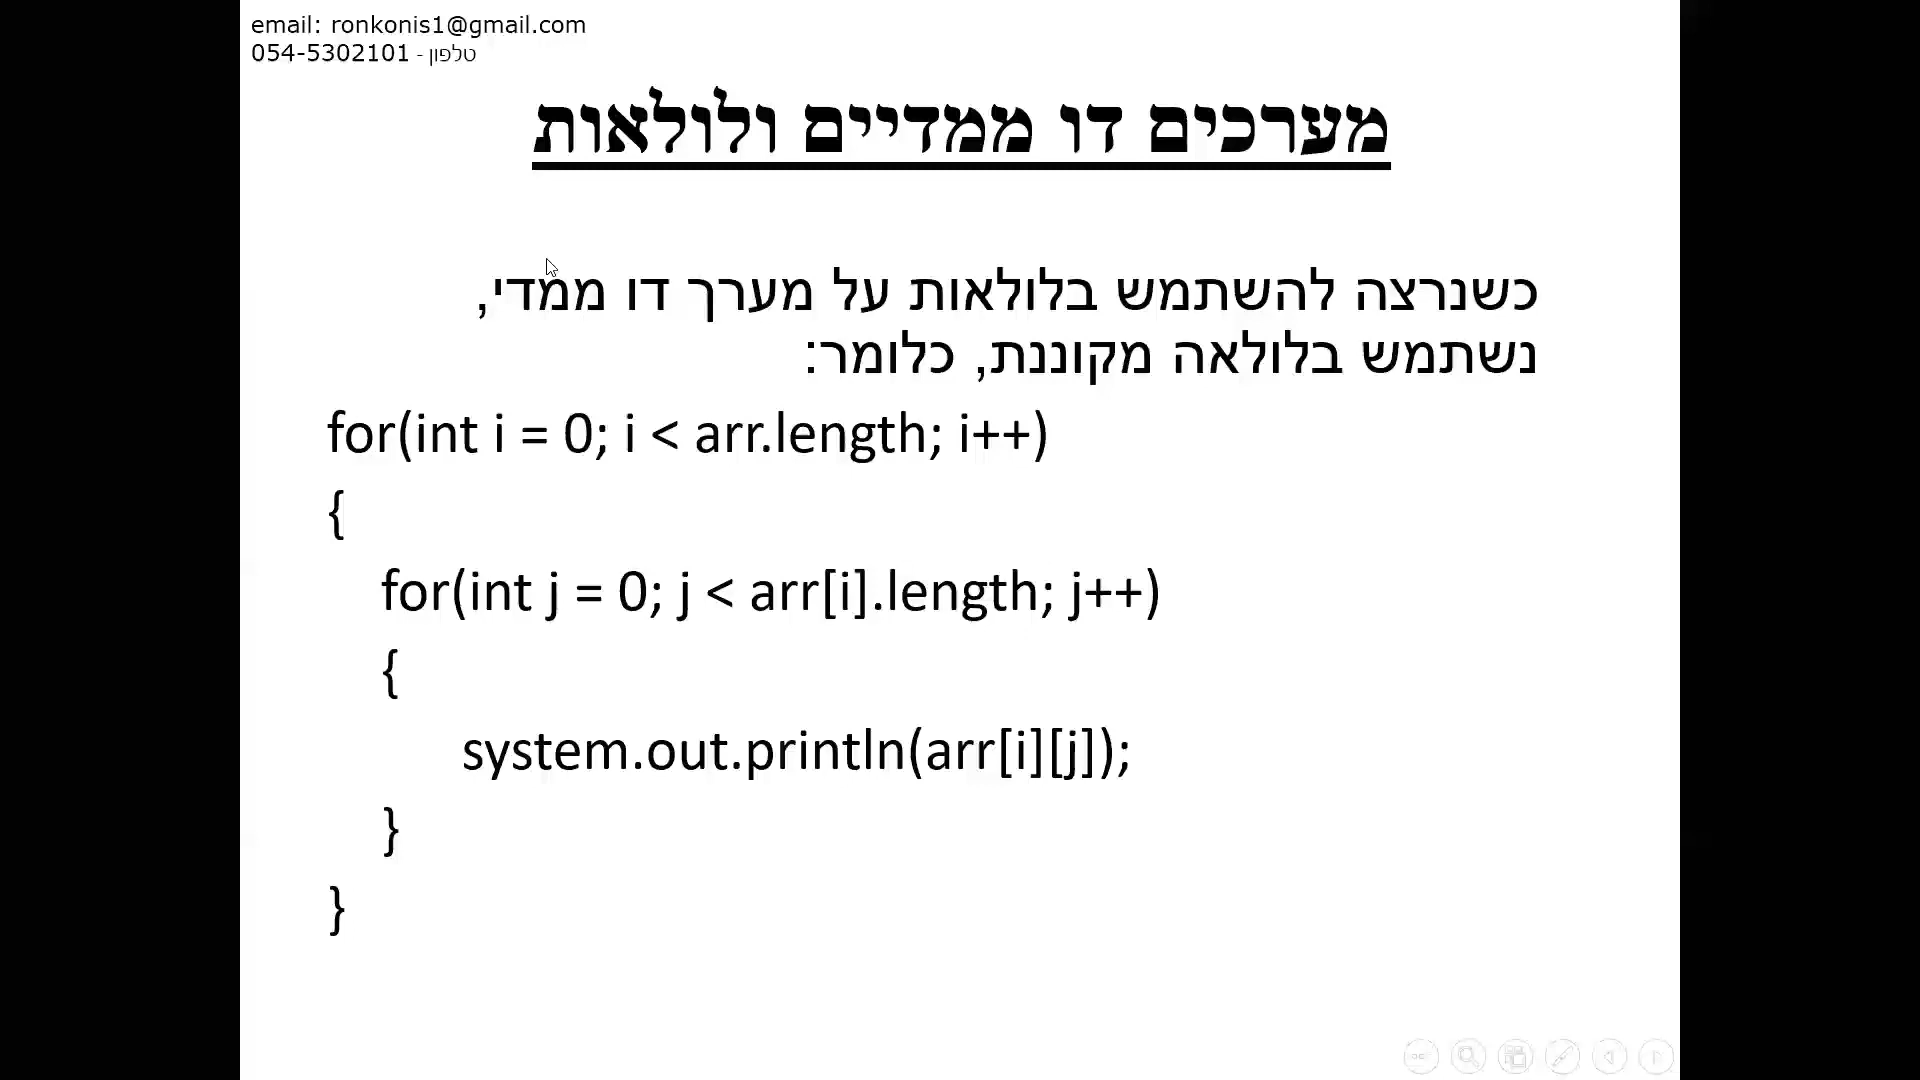 email: ronkonis1@gmail.com
טלפון - 054-5302101
מערכים דו ממדיים ולולאות
כשנרצה להשתמש בלולאות על מערך דו ממדי,
נשתמש בלולאה מקוננת, כלומר:
for(int i = 0; i < arr.length; i++)
{
for(int j = 0; j < arr[i].length; j++)
{
system.out.println(arr[i][j]);
}
}